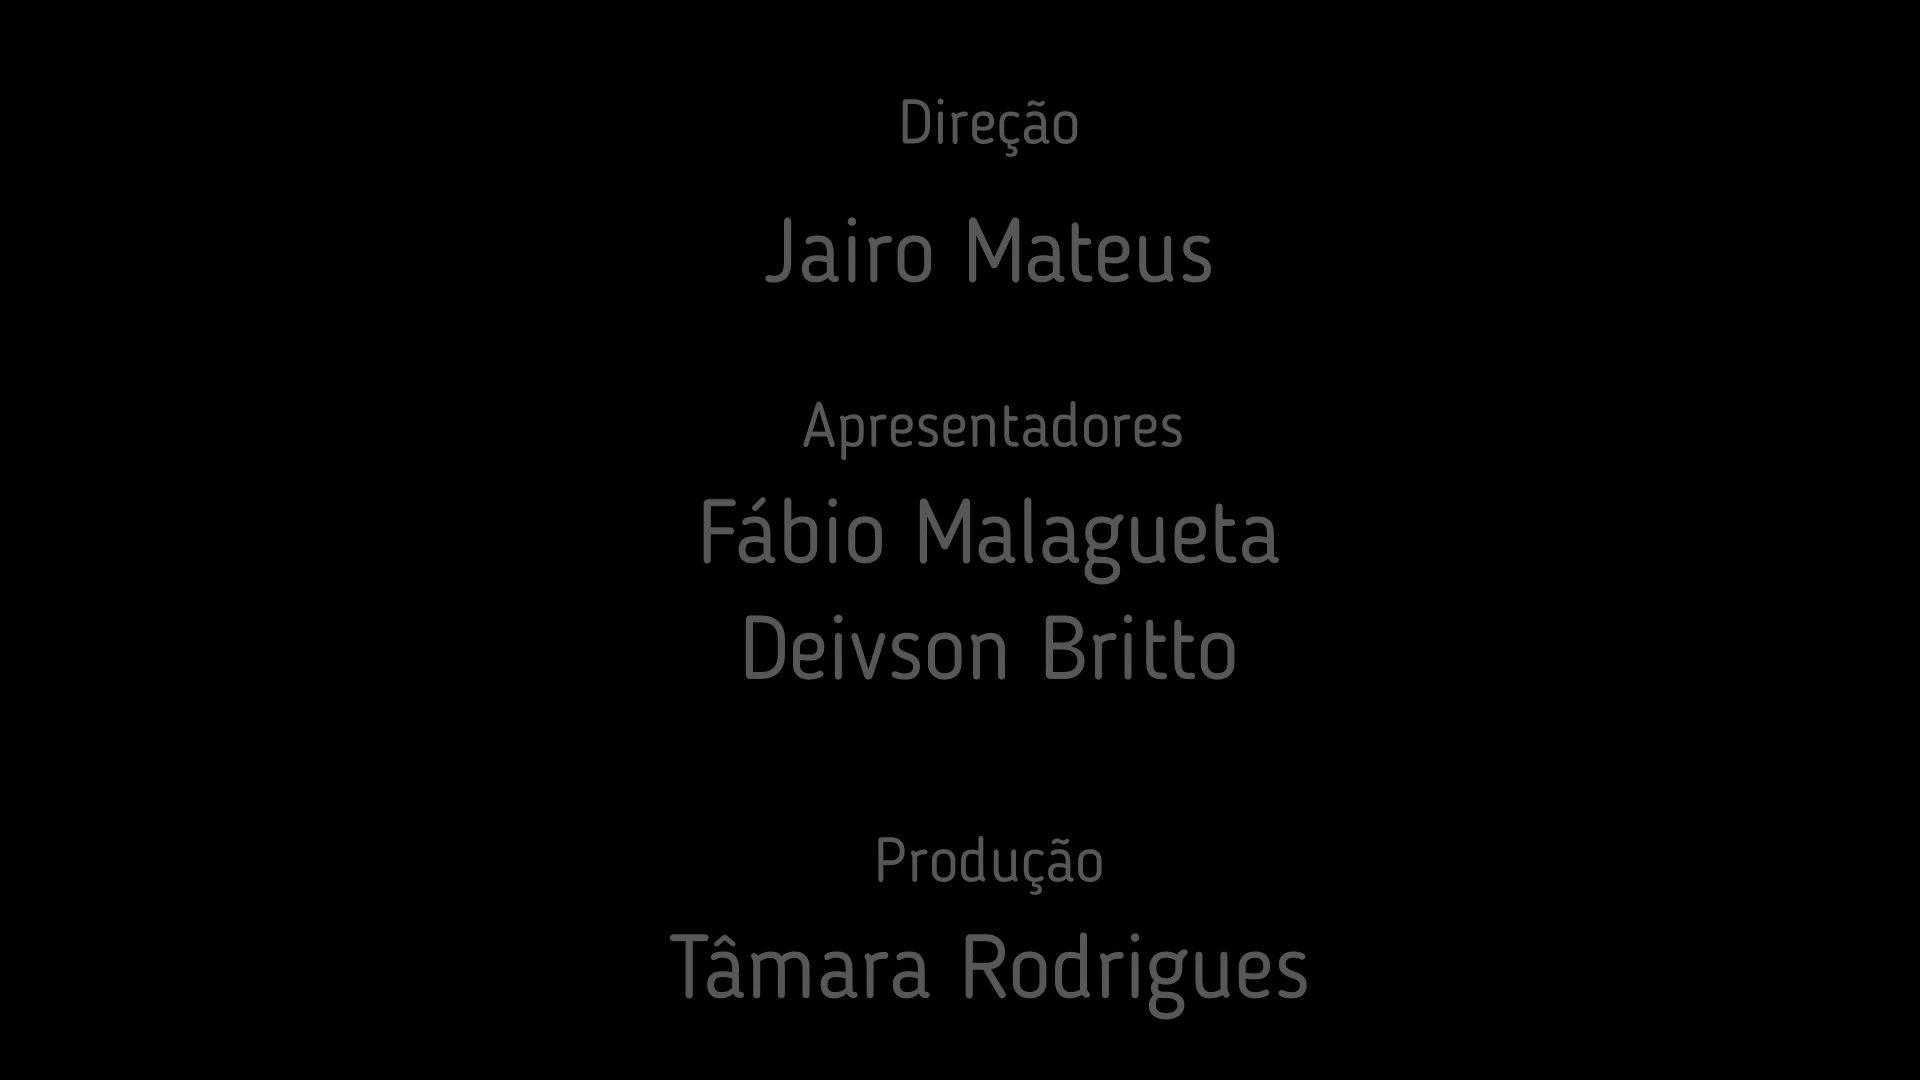 Direção
Jairo Mateus
Apresentadores
Fábio Malagueta
Deivson Britto
Produção
Tâmara Rodrigues